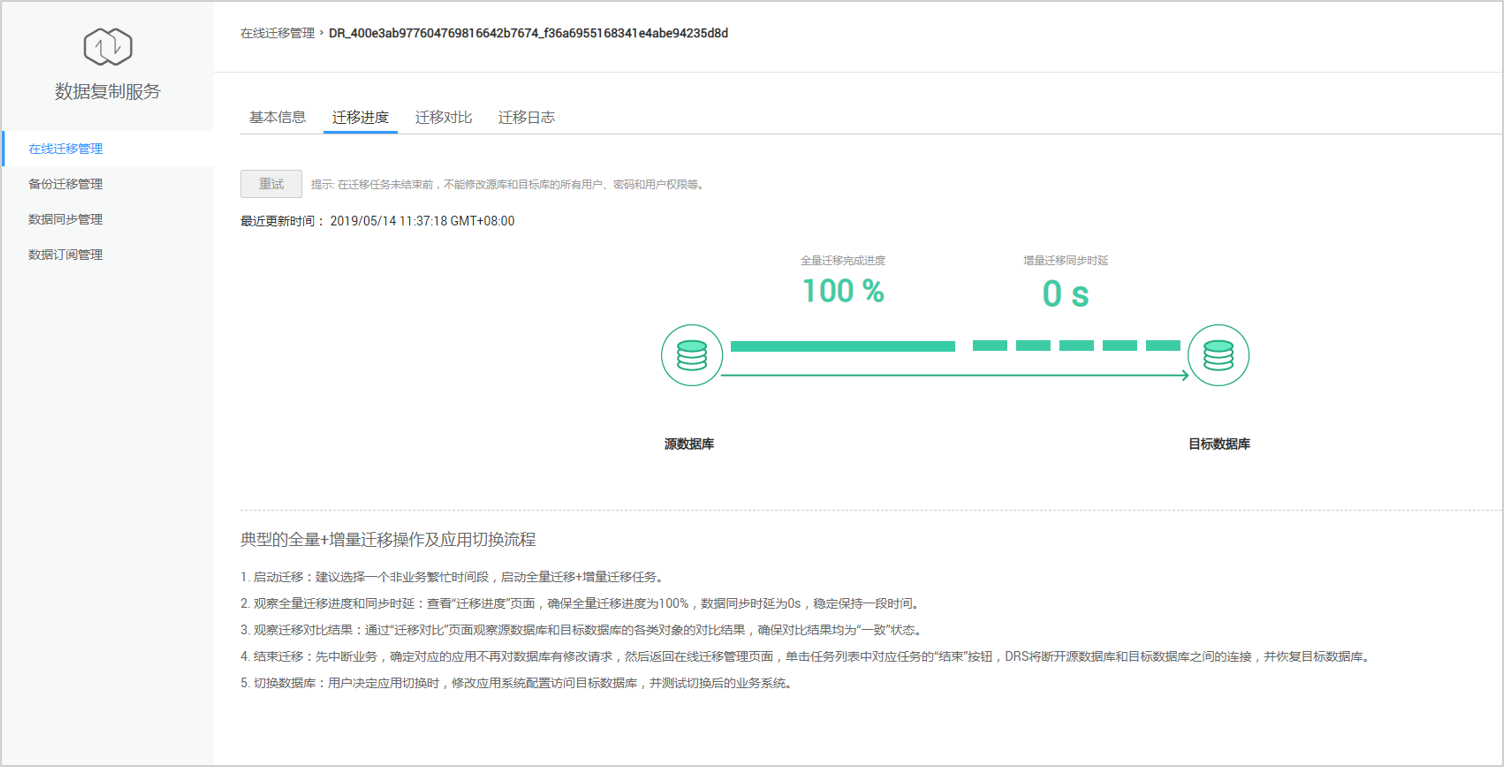 数据复制服务
在线迁移管理
备份迁移管理
数据同步管理
数据订阅管理
在线迁移管理 › DR_400e3ab977604769816642b7674_f36a6955168341e4abe94235d8d
基本信息 迁移进度 迁移对比 迁移日志
重试 提示: 在迁移任务未结束前，不能修改源库和目标库的所有用户、密码和用户权限等。
最近更新时间： 2019/05/14 11:37:18 GMT+08:00
全量迁移完成进度 增量迁移同步时延
100 % 0 s
源数据库 目标数据库
典型的全量+增量迁移操作及应用切换流程
1. 启动迁移：建议选择一个非业务繁忙时间段，启动全量迁移+增量迁移任务。
2. 观察全量迁移进度和同步时延：查看“迁移进度”页面，确保全量迁移进度为100%，数据同步时延为0s，稳定保持一段时间。
3. 观察迁移对比结果：通过“迁移对比”页面观察源数据库和目标数据库的各类对象的对比结果，确保对比结果均为“一致”状态。
4. 结束迁移：先中断业务，确定对应的应用不再对数据库有修改请求，然后返回在线迁移管理页面，单击任务列表中对应任务的“结束”按钮，DRS将断开源数据库和目标数据库之间的连接，并恢复目标数据库。
5. 切换数据库：用户决定应用切换时，修改应用系统配置访问目标数据库，并测试切换后的业务系统。